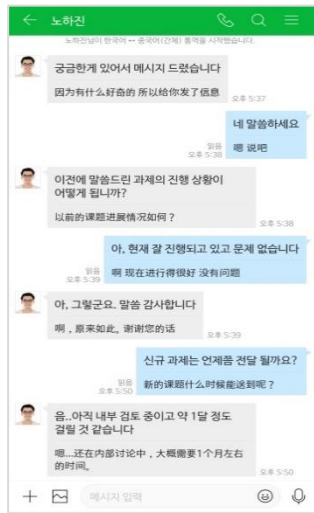 노하진
노하진님이 한국어 ↔ 중국어(간체) 통역을 시작했습니다.
궁금한게 있어서 메시지 드렸습니다
因为有什么好奇的 所以给你发了信息
오후 5:37
네 말씀하세요
嗯 说吧
읽음
오후 5:38
이전에 말씀드린 과제의 진행 상황이
어떻게 됩니까?
以前的课题进展情况如何？
오후 5:38
아, 현재 잘 진행되고 있고 문제 없습니다
啊 现在进行得很好 没有问题
읽음
오후 5:39
아, 그렇군요. 말씀 감사합니다
啊，原来如此, 谢谢您的话
오후 5:39
신규 과제는 언제쯤 전달 될까요?
新的课题什么时候能送到呢？
읽음
오후 5:50
음..아직 내부 검토 중이고 약 1달 정도
걸릴 것 같습니다
嗯...还在内部讨论中，大概需要1个月左右
的时间。
오후 5:50
메시지 입력